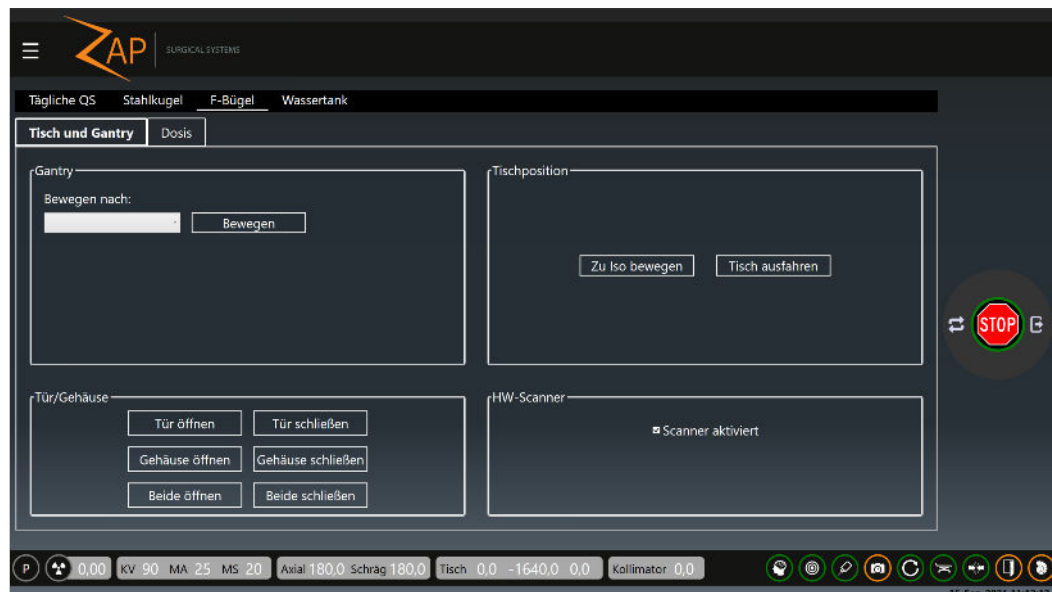 ZAP SURGICAL SYSTEMS
Tägliche QS Stahlkugel F-Bügel Wassertank
Tisch und Gantry Dosis
Gantry
Bewegen nach:
Bewegen
Tischposition
Zu Iso bewegen Tisch ausfahren
STOP
Tür/Gehäuse
Tür öffnen Tür schließen
Gehäuse öffnen Gehäuse schließen
Beide öffnen Beide schließen
HW-Scanner
Scanner aktiviert
P 0,00 KV 90 MA 25 MS 20 Axial 180,0 Schräg 180,0 Tisch 0,0 -1640,0 0,0 Kollimator 0,0